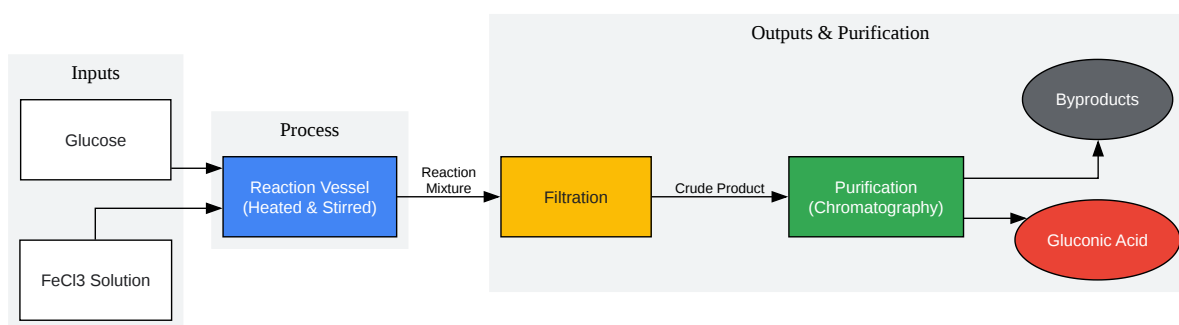 Inputs
Glucose
FeCl3 Solution
Process
Reaction Vessel
(Heated & Stirred)
Reaction
Mixture
Outputs & Purification
Filtration
Crude Product
Purification
(Chromatography)
Byproducts
Gluconic Acid